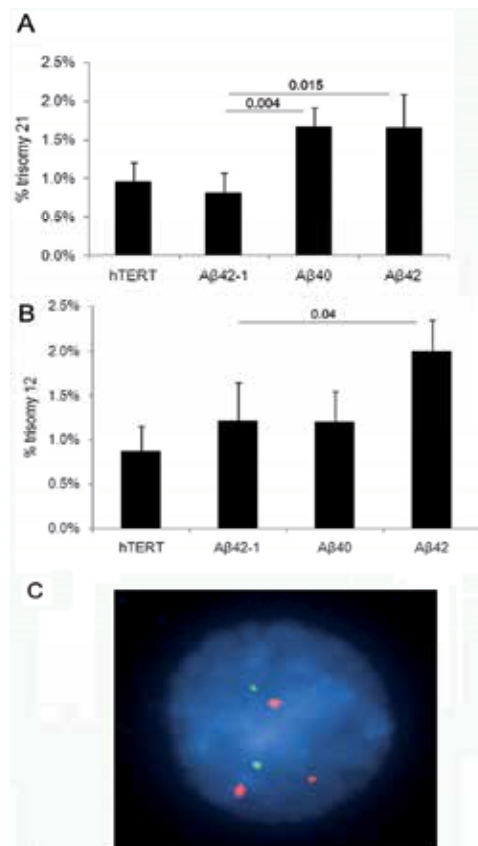 A
2.5%
2.0%
1.5%
1.0%
0.5%
0.0%
% trisomy 21
0.015
0.004
hTERT Aβ42-1 Aβ40 Aβ42
B
2.5%
2.0%
1.5%
1.0%
0.5%
0.0%
% trisomy 12
0.04
hTERT Aβ42-1 Aβ40 Aβ42
C